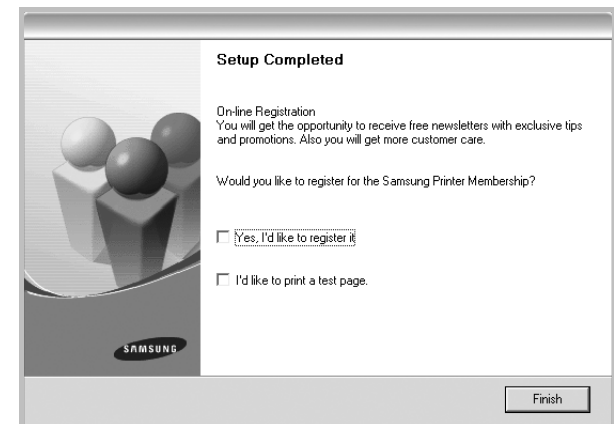 Setup Completed
On-line Registration
You will get the opportunity to receive free newsletters with exclusive tips
and promotions. Also you will get more customer care.
Would you like to register for the Samsung Printer Membership?
Yes, I'd like to register it
I'd like to print a test page.
SAMSUNG
Finish